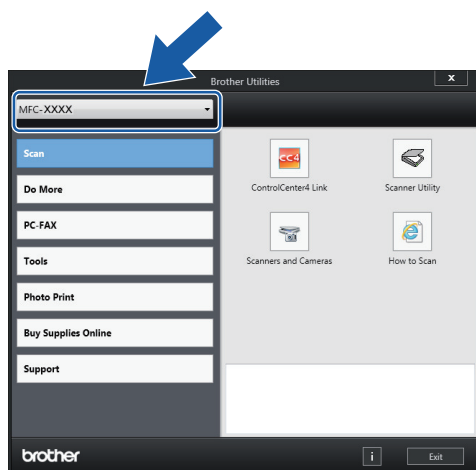 Brother Utilities
x
MFC-XXXX
Scan
Do More
PC-FAX
Tools
Photo Print
Buy Supplies Online
Support
CC4
ControlCenter4 Link
Scanner Utility
Scanners and Cameras
How to Scan
brother
i
Exit